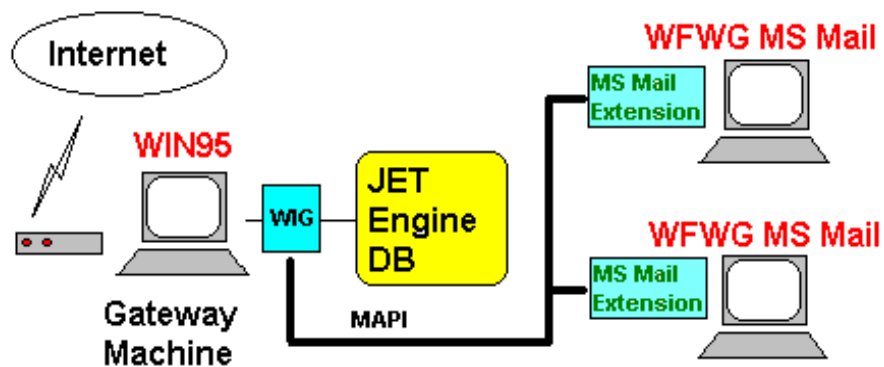 Internet
WIN95
WIG
JET
Engine
DB
Gateway
Machine
MAPI
WFWG MS Mail
MS Mail
Extension
WFWG MS Mail
MS Mail
Extension